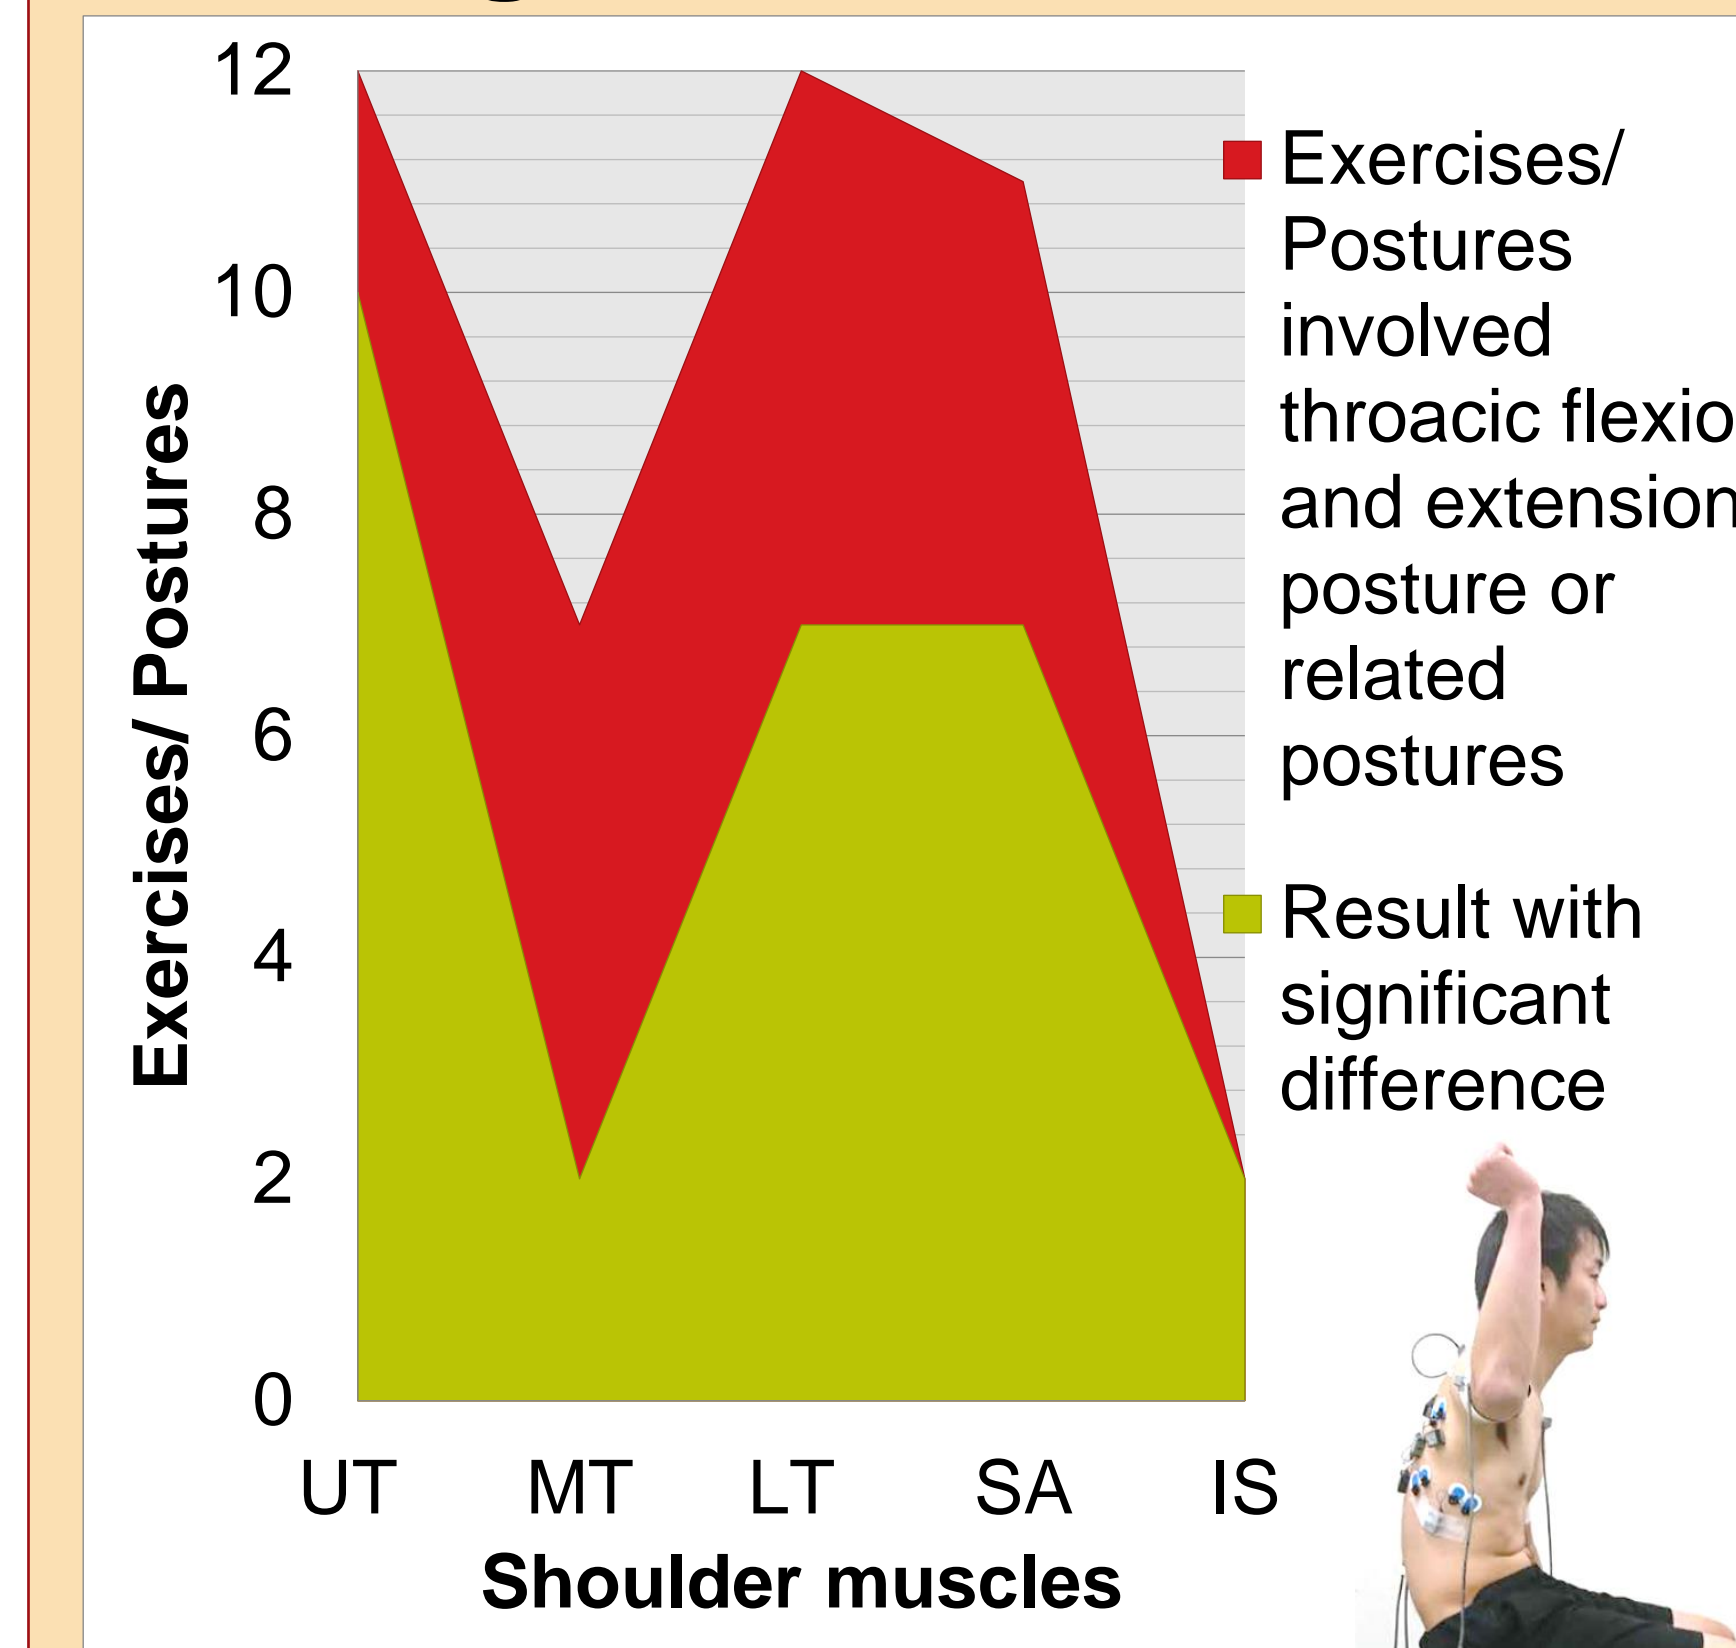 12
10
8
6
4
2
0
Exercises/ Postures
UT MT LT SA IS
Shoulder muscles
Exercises/
Postures
involved
throacic flexio
and extension
posture or
related
postures
Result with
significant
difference